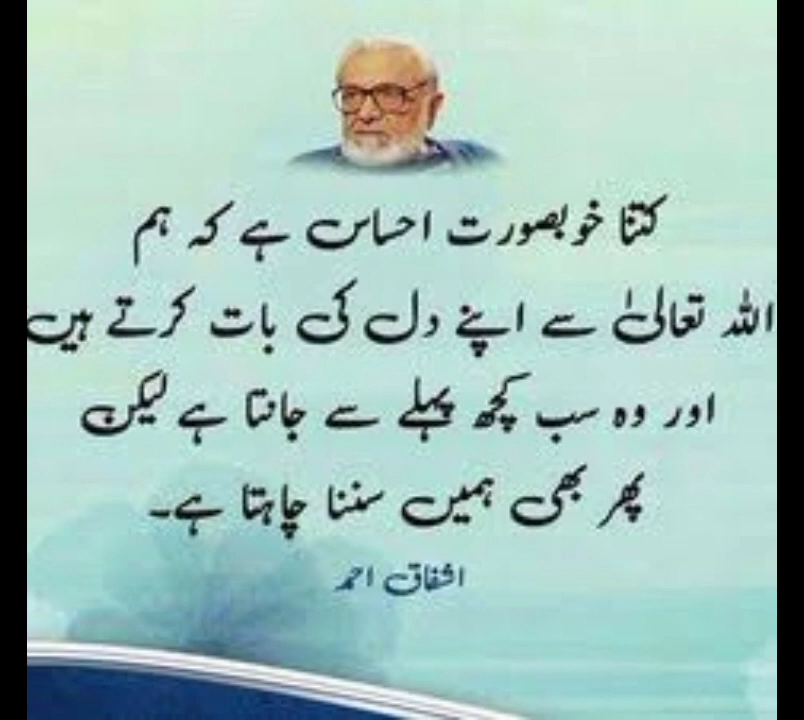 کتنا خوبصورت احساس ہے کہ ہم
اللہ تعالیٰ سے اپنے دل کی بات کرتے ہیں
اور وہ سب کچھ پہلے سے جانتا ہے لیکن
پھر بھی ہمیں سننا چاہتا ہے۔
اشفاق احمد